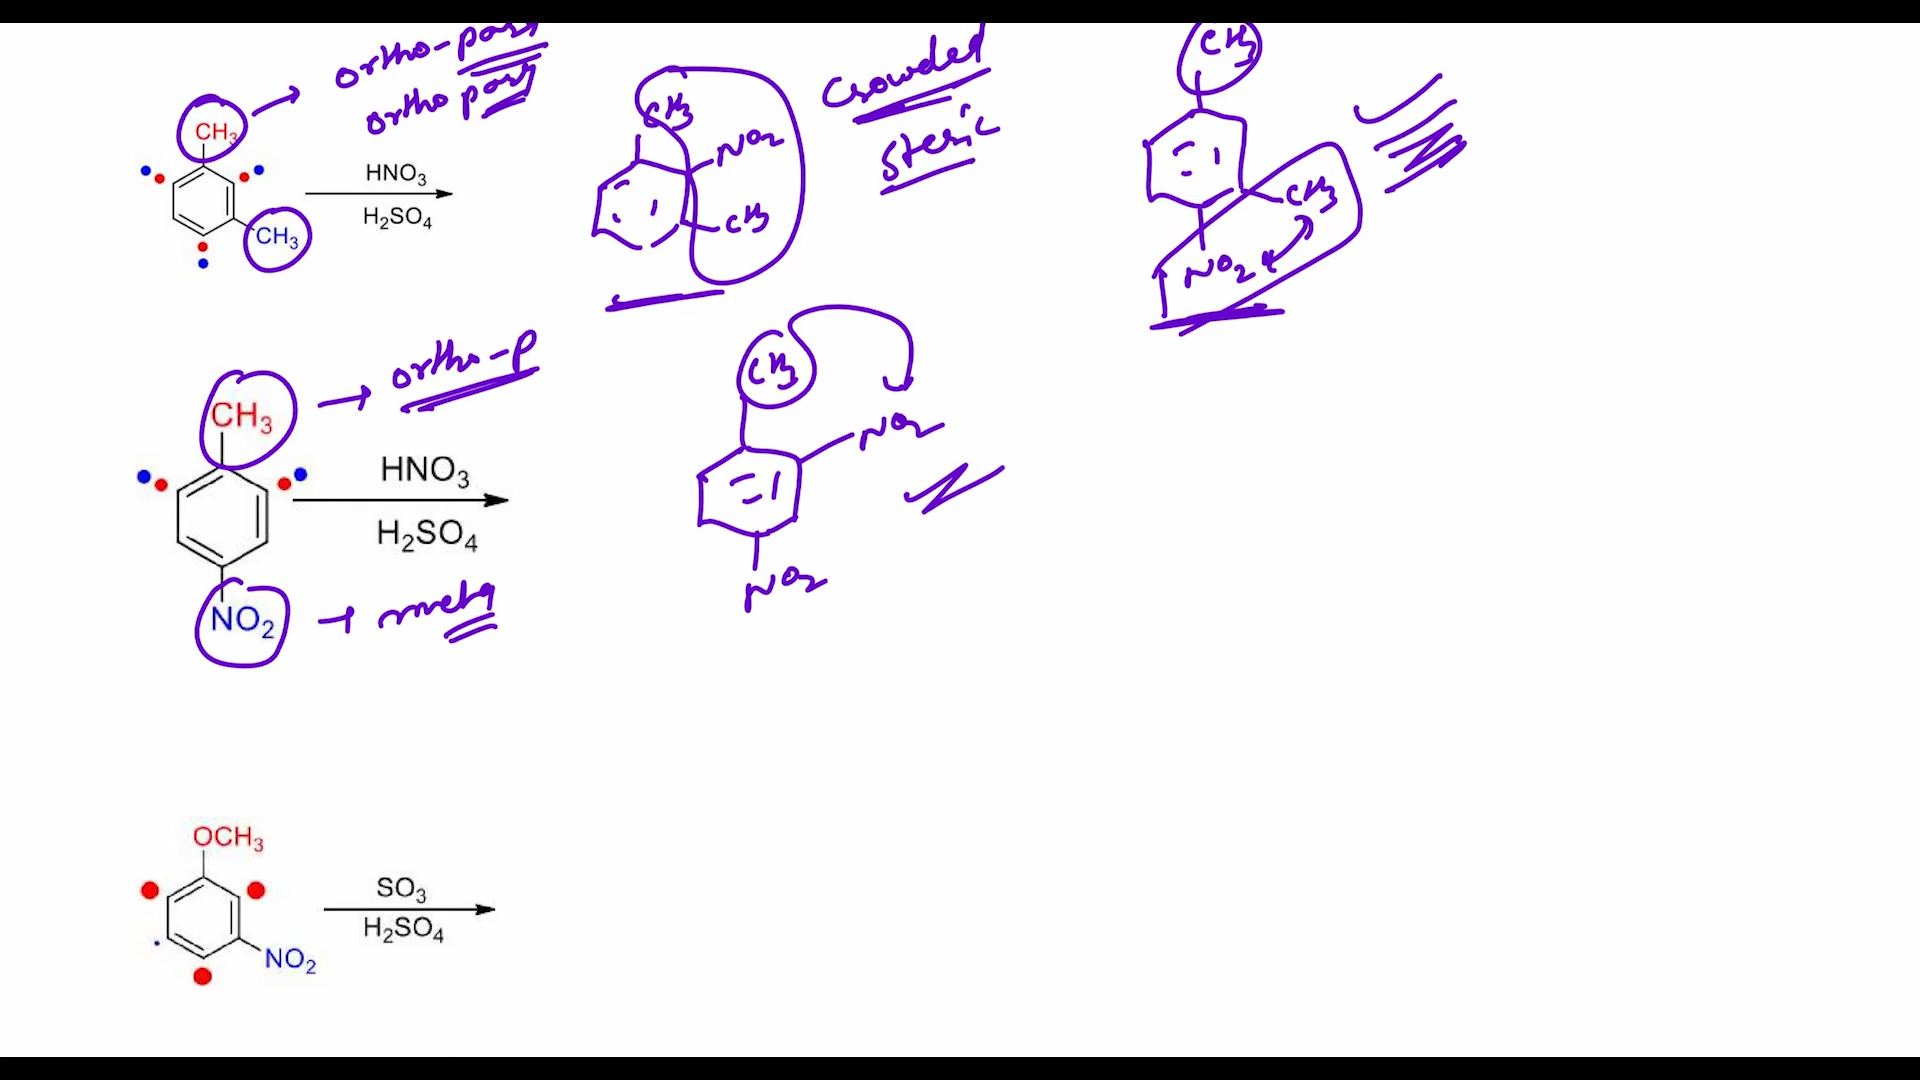 ortho-para
ortho para
CH₃
HNO₃
H₂SO₄
CH₃
CH₃
NO₂
CH₃
Crowded
Steric
CH₃
CH₃
NO₂
ortho-p
CH₃
HNO₃
H₂SO₄
NO₂
meta
CH₃
NO₂
NO₂
OCH₃
SO₃
H₂SO₄
NO₂